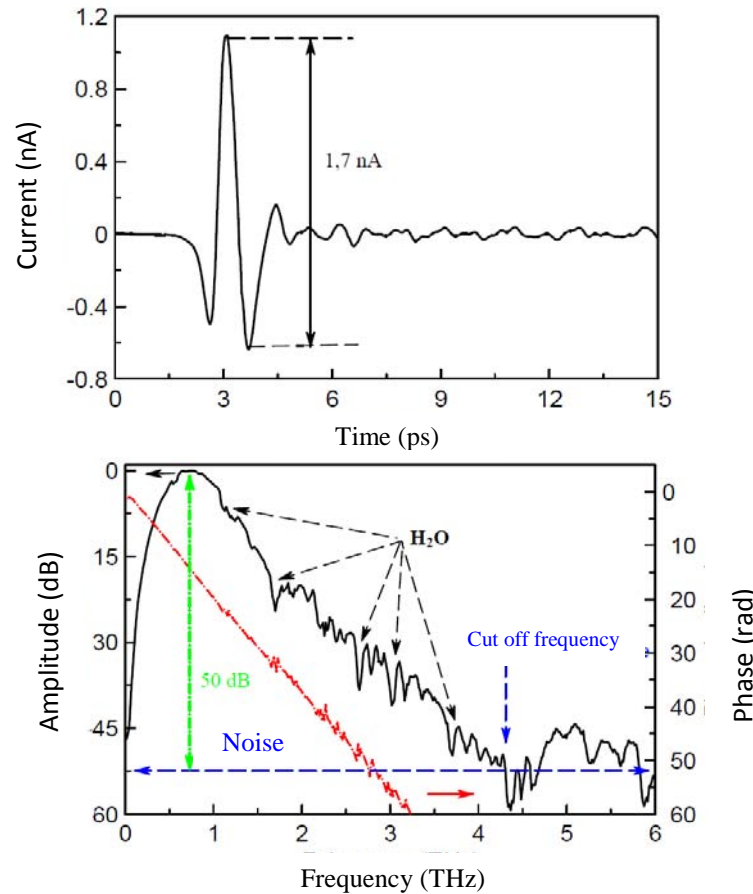 1.2
0.8
0.4
0
-0.4
-0.8
Current (nA)
1,7 nA
0 3 6 9 12 15
Time (ps)
0
15
30
-45
60
Amplitude (dB)
H₂O
Cut off frequency
50 dB
Noise
0
10
20
30
40
50
60
Phase (rad)
0 1 2 3 4 5 6
Frequency (THz)